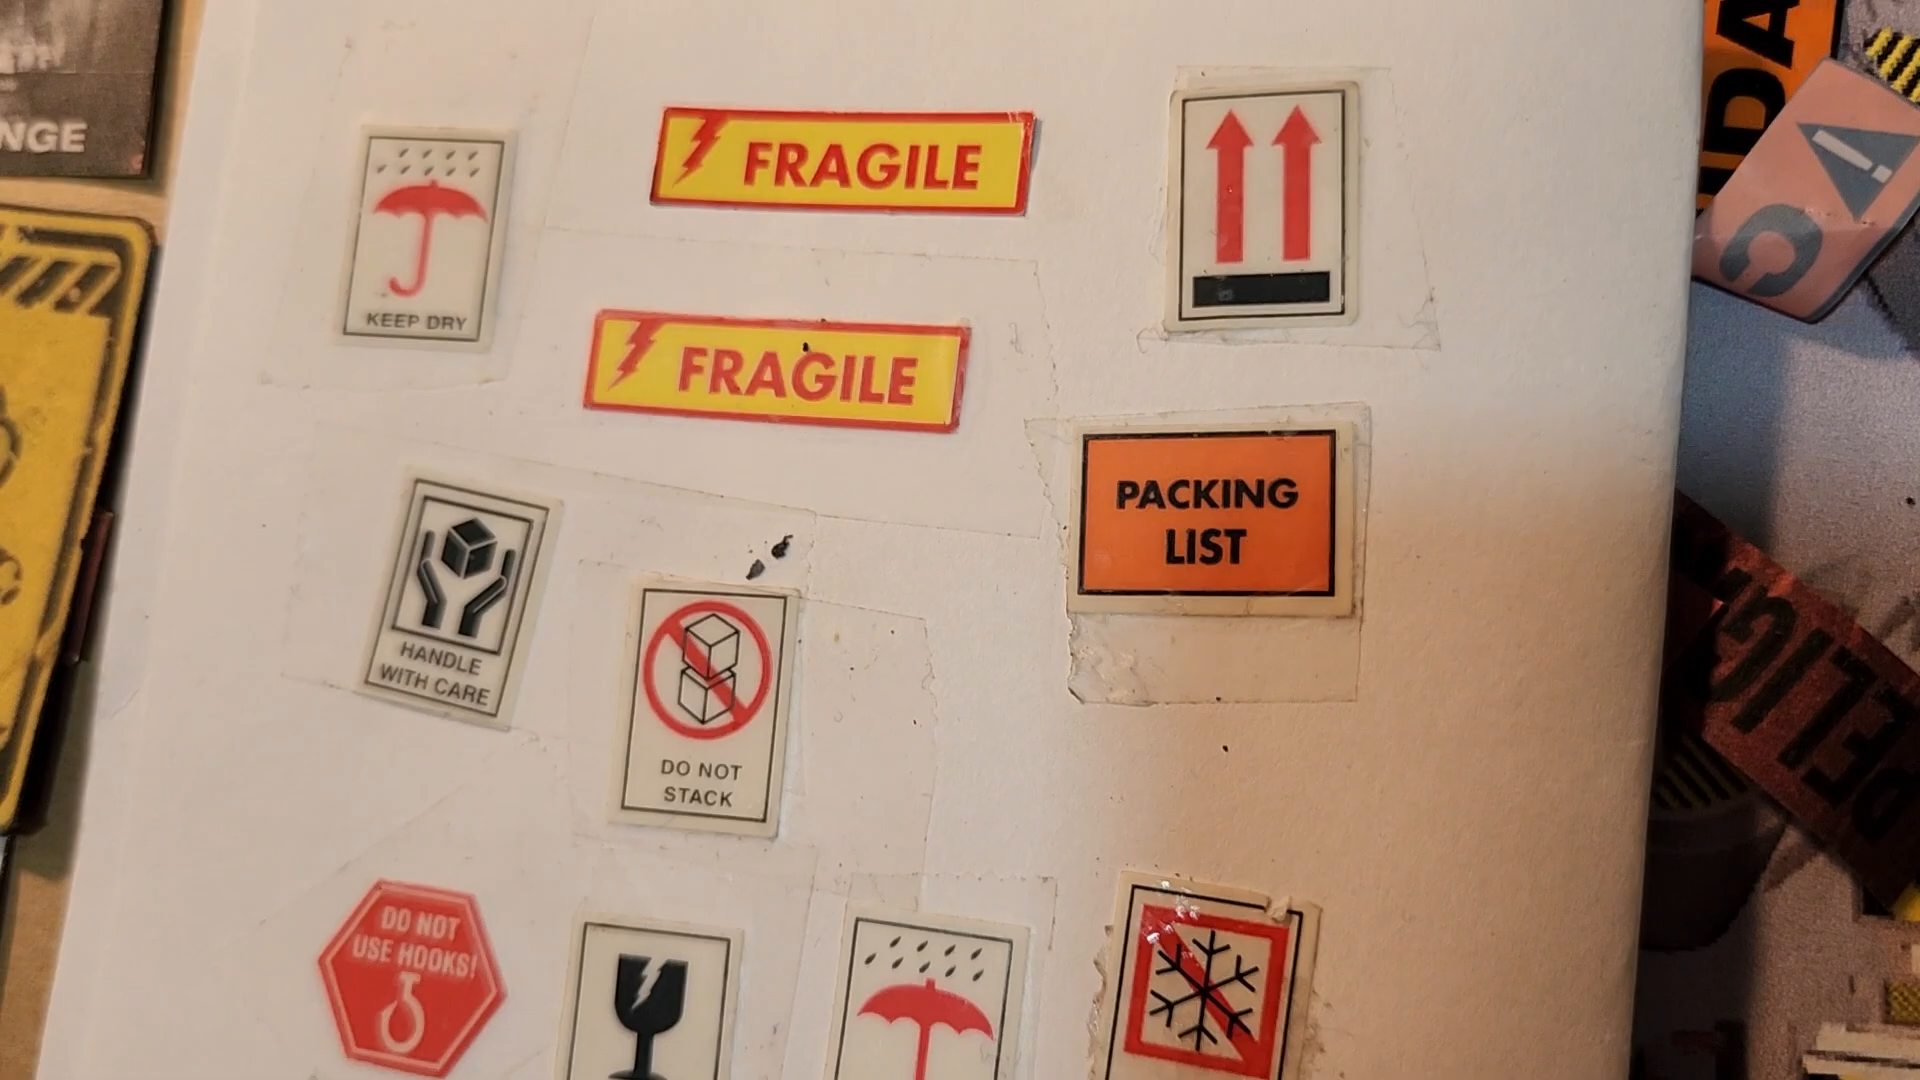 NGE
FRAGILE
KEEP DRY
FRAGILE
PACKING
LIST
HANDLE
WITH CARE
DO NOT
STACK
DO NOT
USE HOOKS!